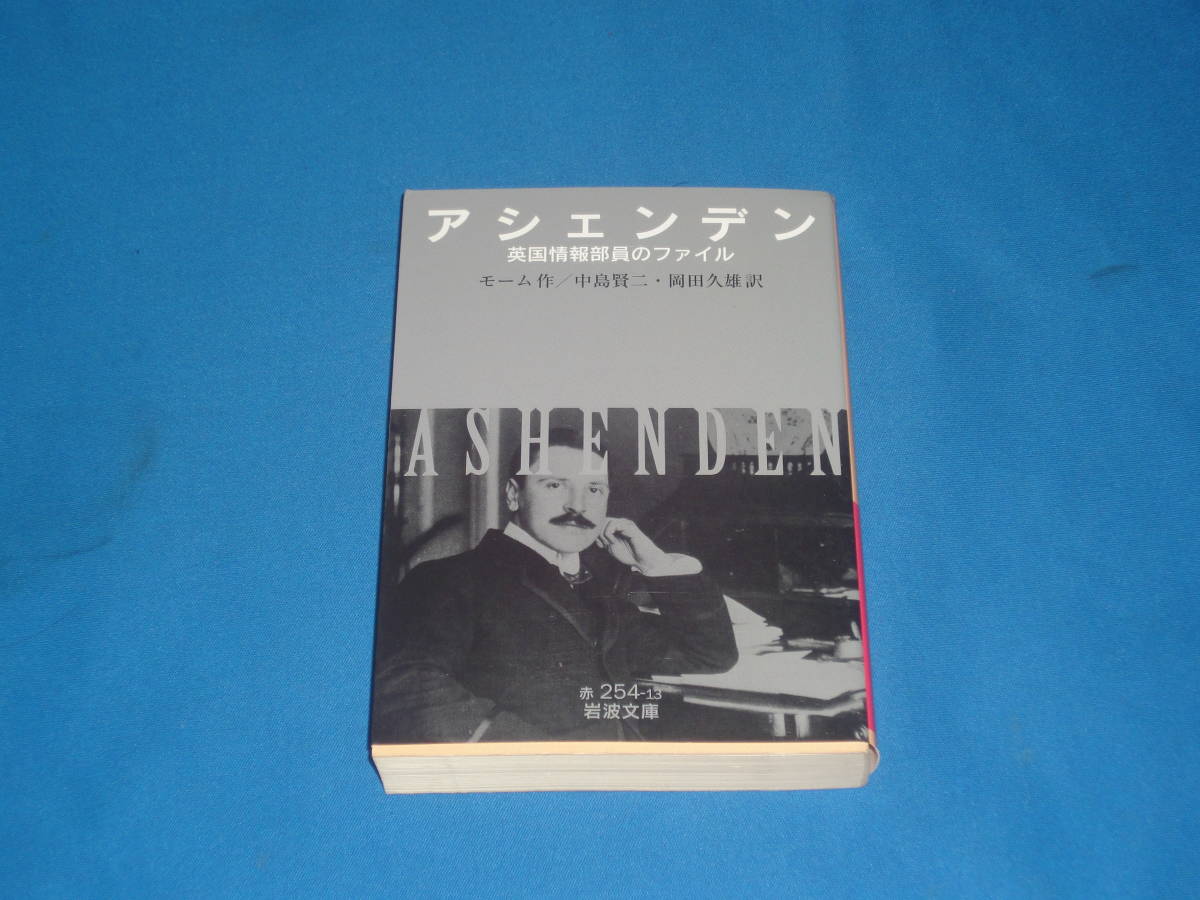 アシェンデン
英国情報部員のファイル
モーム作／中島賢二・岡田久雄訳
ASHENDEN
赤 254-13
岩波文庫